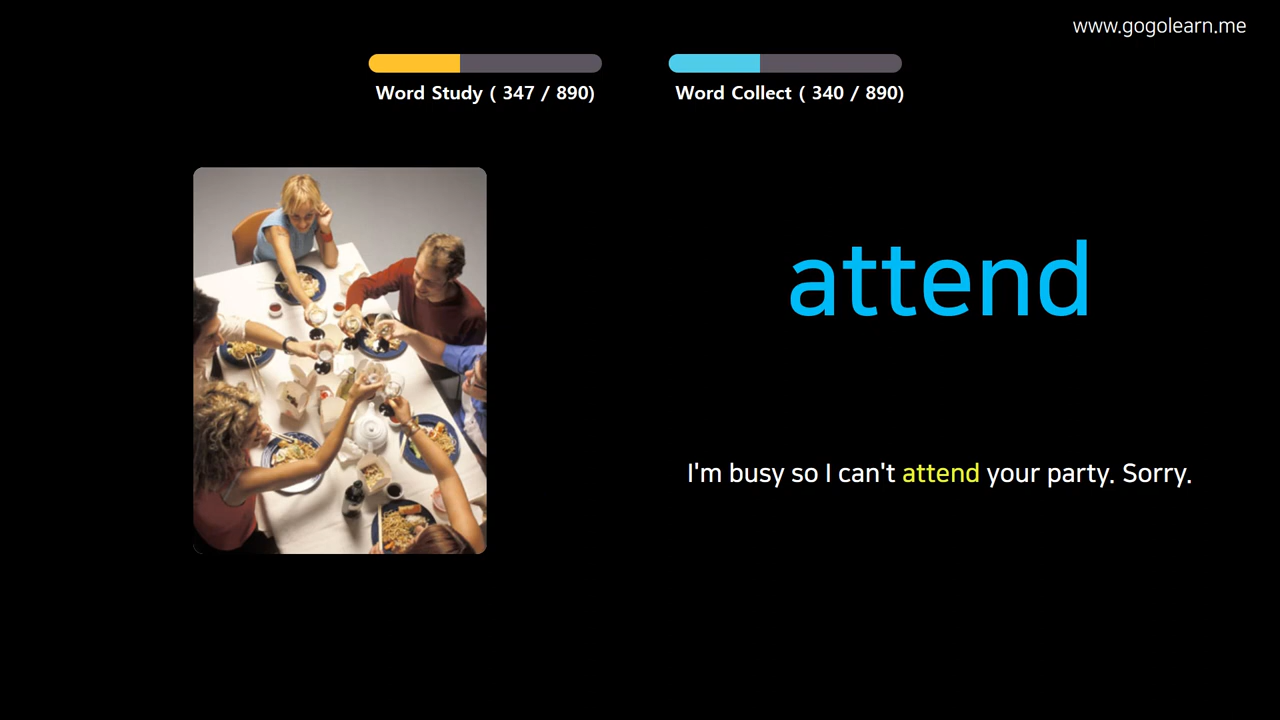 www.gogolearn.me
Word Study ( 347 / 890)
Word Collect ( 340 / 890)
attend
I'm busy so I can't attend your party. Sorry.